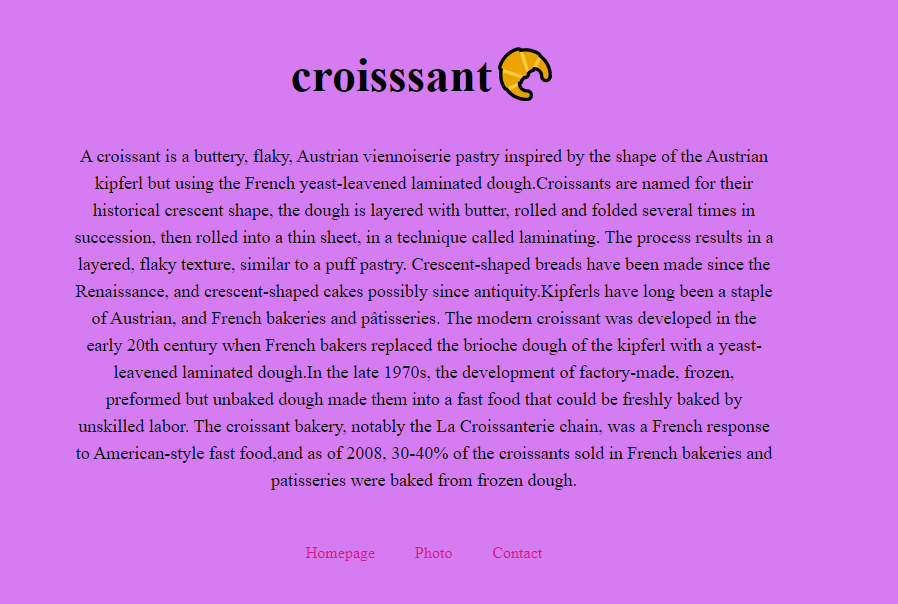 croisssant
A croissant is a buttery, flaky, Austrian viennoiserie pastry inspired by the shape of the Austrian
kipferl but using the French yeast-leavened laminated dough.Croissants are named for their
historical crescent shape, the dough is layered with butter, rolled and folded several times in
succession, then rolled into a thin sheet, in a technique called laminating. The process results in a
layered, flaky texture, similar to a puff pastry. Crescent-shaped breads have been made since the
Renaissance, and crescent-shaped cakes possibly since antiquity.Kipferls have long been a staple
of Austrian, and French bakeries and pâtisseries. The modern croissant was developed in the
early 20th century when French bakers replaced the brioche dough of the kipferl with a yeast-
leavened laminated dough.In the late 1970s, the development of factory-made, frozen,
preformed but unbaked dough made them into a fast food that could be freshly baked by
unskilled labor. The croissant bakery, notably the La Croissanterie chain, was a French response
to American-style fast food,and as of 2008, 30-40% of the croissants sold in French bakeries and
patisseries were baked from frozen dough.
Homepage Photo Contact